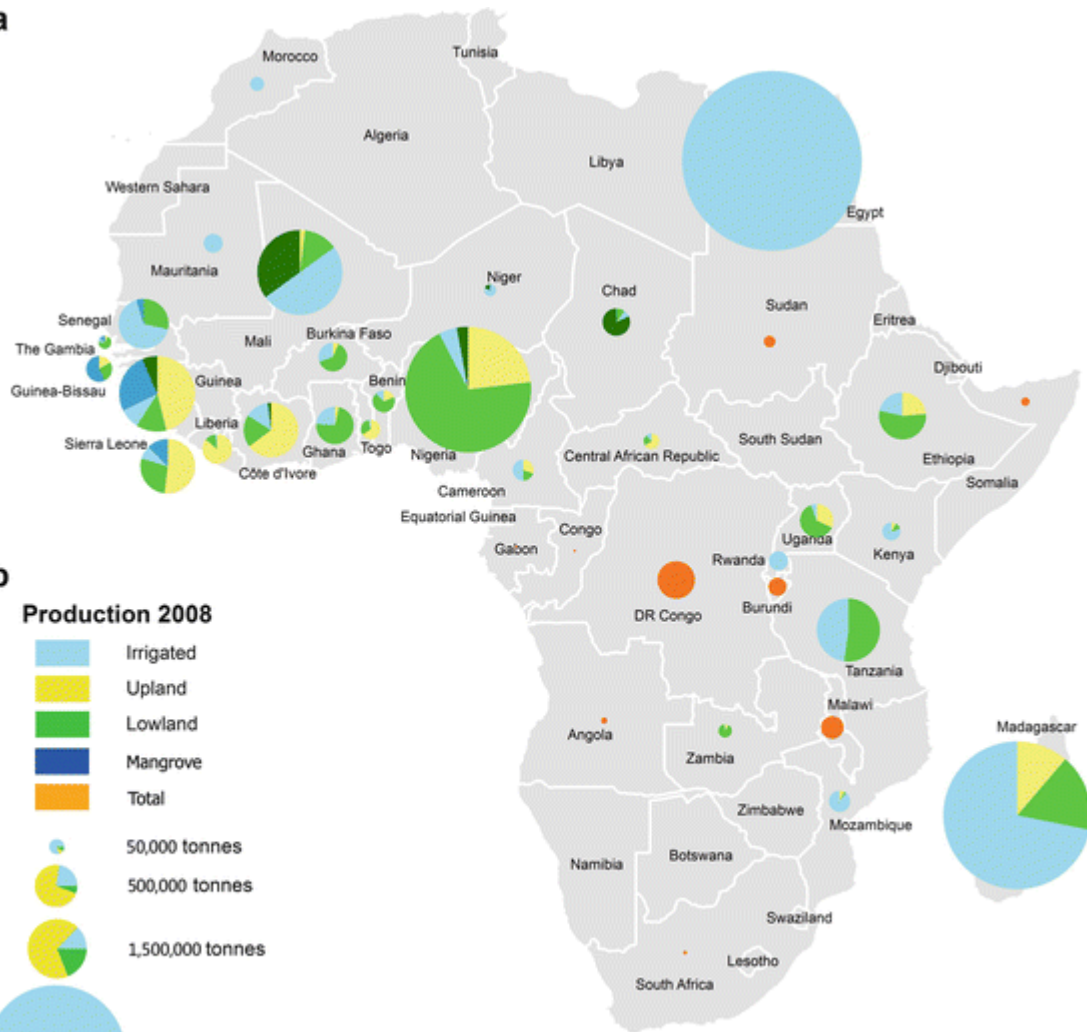 a
Morocco
Tunisia
Algeria
Libya
Western Sahara
Egypt
Mauritania
Niger
Chad
Sudan
Senegal
Eritrea
Mali
Burkina Faso
The Gambia
Djibouti
Guinea-Bissau
Guinea
Benin
Liberia
Sierra Leone
Ghana
Togo
Nigeria
Central African Republic
South Sudan
Ethiopia
Côte d'Ivoire
Somalia
Cameroon
Equatorial Guinea
Congo
Uganda
Gabon
Kenya
Rwanda
Burundi
DR Congo
Tanzania
Malawi
Angola
Madagascar
Zambia
Zimbabwe
Mozambique
Botswana
Namibia
Swaziland
Lesotho
South Africa
b
Production 2008
Irrigated
Upland
Lowland
Mangrove
Total
50,000 tonnes
500,000 tonnes
1,500,000 tonnes